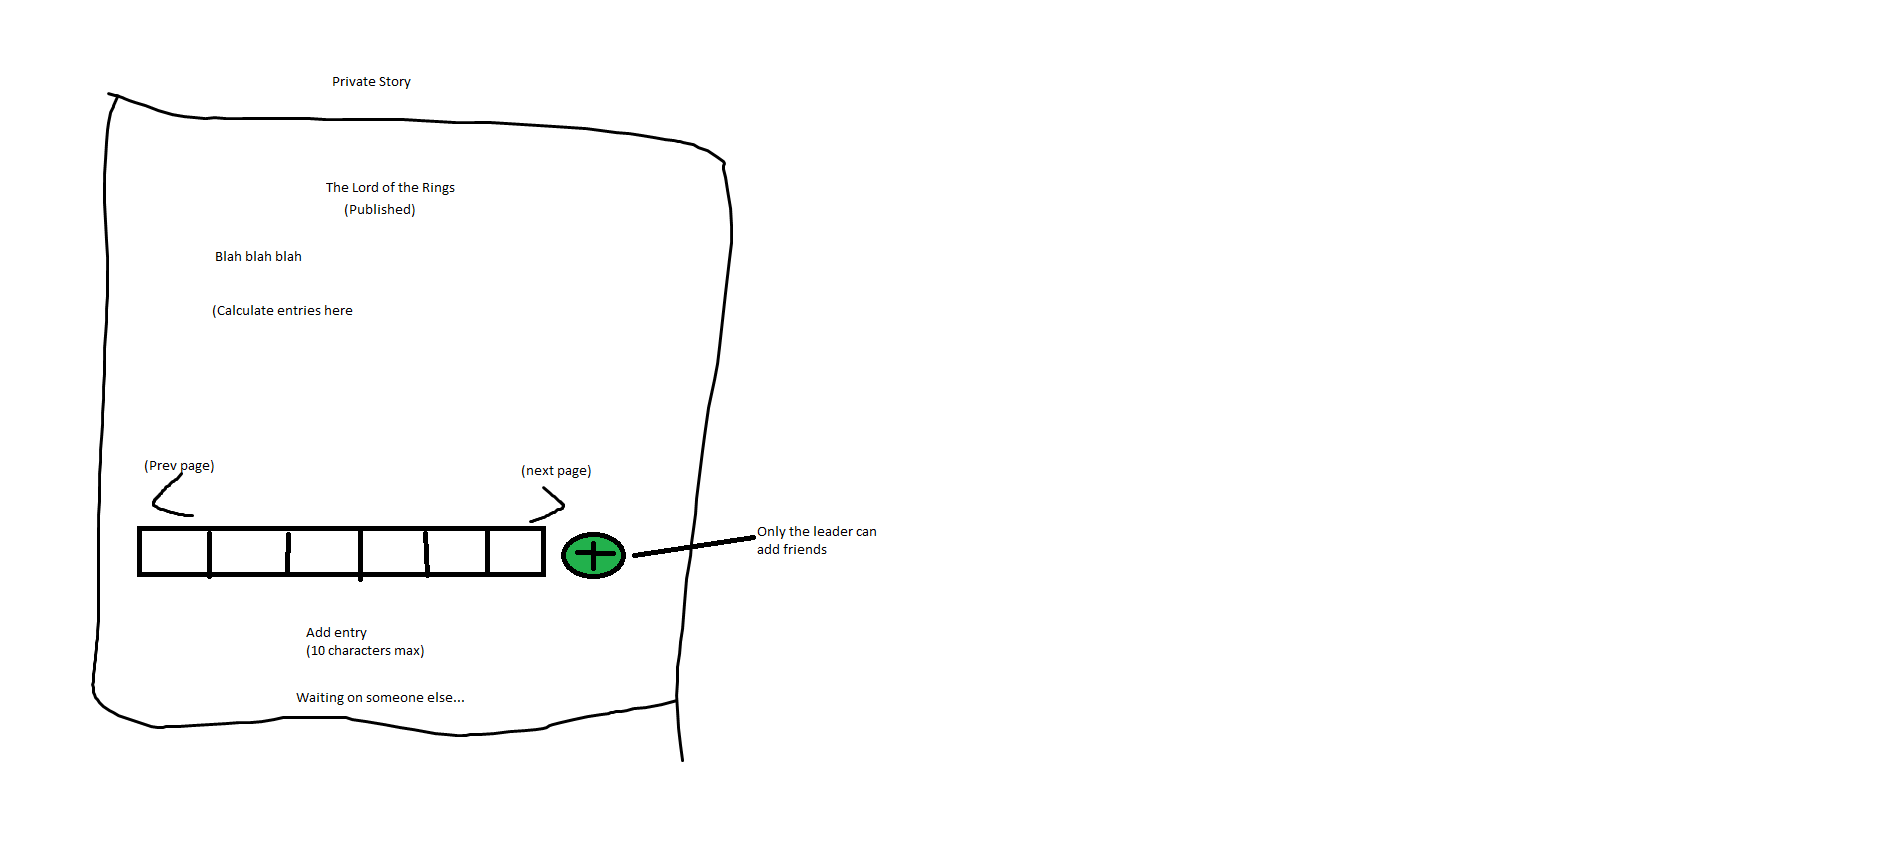 Private Story
The Lord of the Rings
(Published)
Blah blah blah
(Calculate entries here
(Prev page)
(next page)
Only the leader can
add friends
Add entry
(10 characters max)
Waiting on someone else...